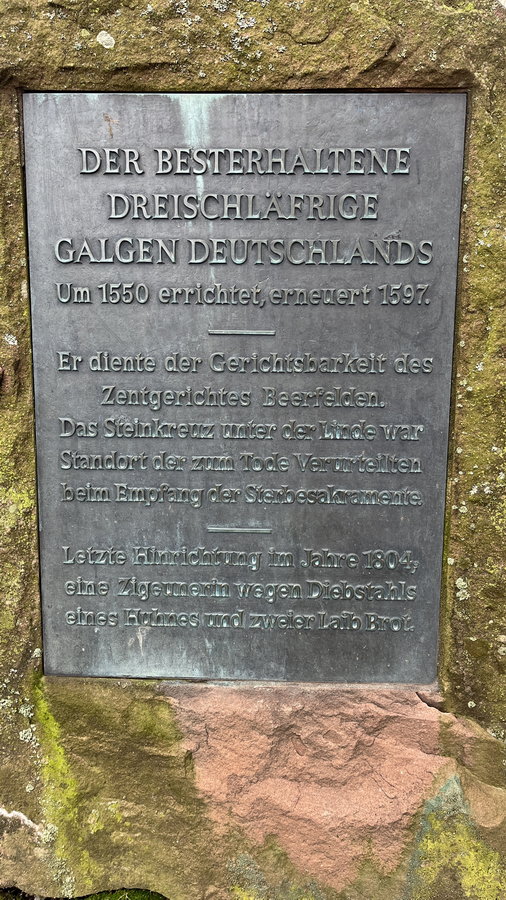 DER BESTERHALTENE
DREISCHLÄFRIGE
GALGEN DEUTSCHLANDS
Um 1550 errichtet, erneuert 1597.
Er diente der Gerichtsbarkeit des
Zentgerichtes Beerfelden.
Das Steinkreuz unter der Linde war
Standort der zum Tode Verurteilten
beim Empfang der Sterbesakramente.
Letzte Hinrichtung im Jahre 1804,
eine Zigeunerin wegen Diebstahls
eines Huhnes und zweier Laib Brot.